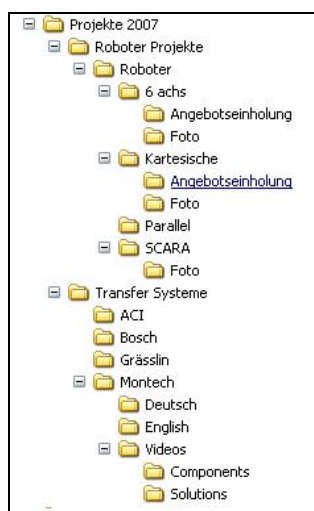 Projekte 2007
Roboter Projekte
Roboter
6 achs
Angebotseinholung
Foto
Kartesische
Angebotseinholung
Foto
Parallel
SCARA
Foto
Transfer Systeme
ACI
Bosch
Grässlin
Montech
Deutsch
English
Videos
Components
Solutions